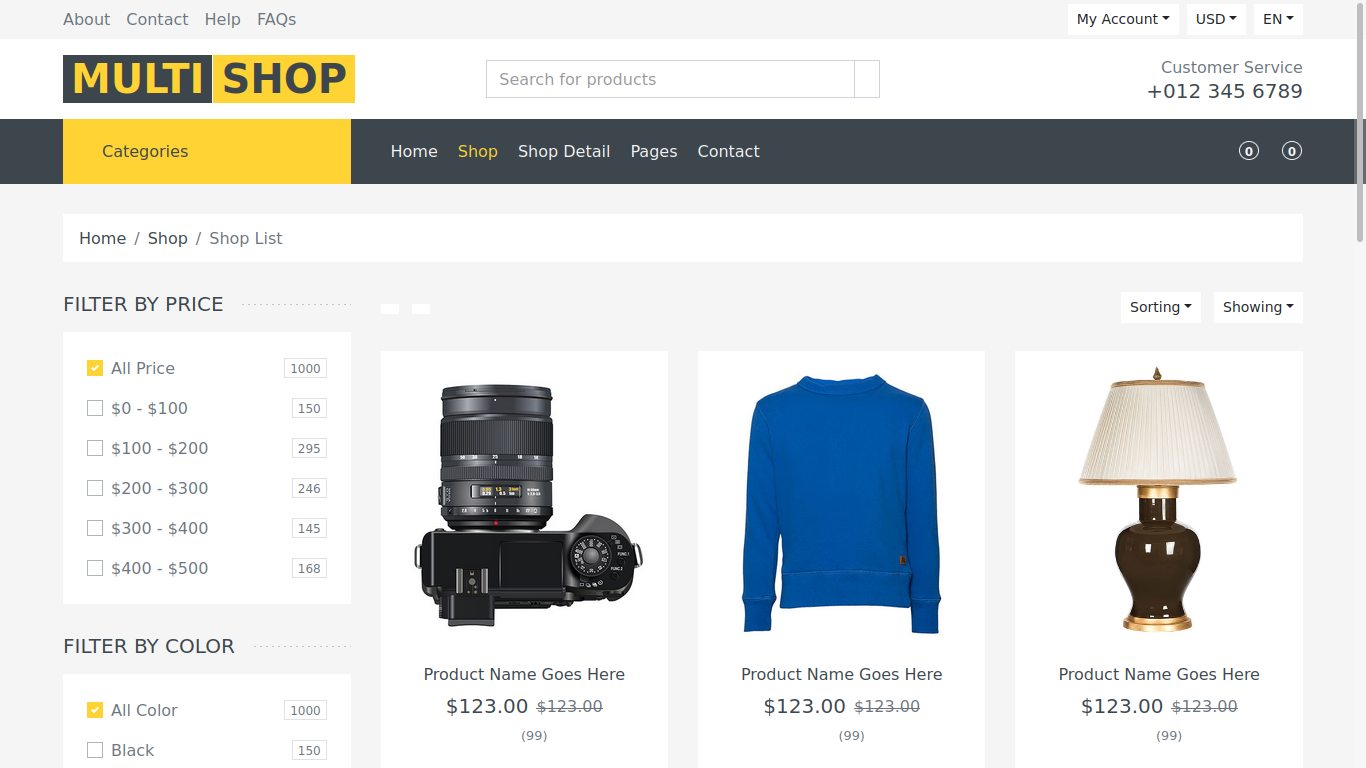 About Contact Help FAQs
My Account USD EN
MULTI SHOP
Search for products
Customer Service
+012 345 6789
Categories
Home Shop Shop Detail Pages Contact
0 0
Home / Shop / Shop List
FILTER BY PRICE
Sorting Showing
All Price 1000
$0 - $100 150
$100 - $200 295
$200 - $300 246
$300 - $400 145
$400 - $500 168
FILTER BY COLOR
All Color 1000
Black 150
FUNC.1
FUNC.2
Product Name Goes Here
$123.00 $123.00
(99)
Product Name Goes Here
$123.00 $123.00
(99)
Product Name Goes Here
$123.00 $123.00
(99)